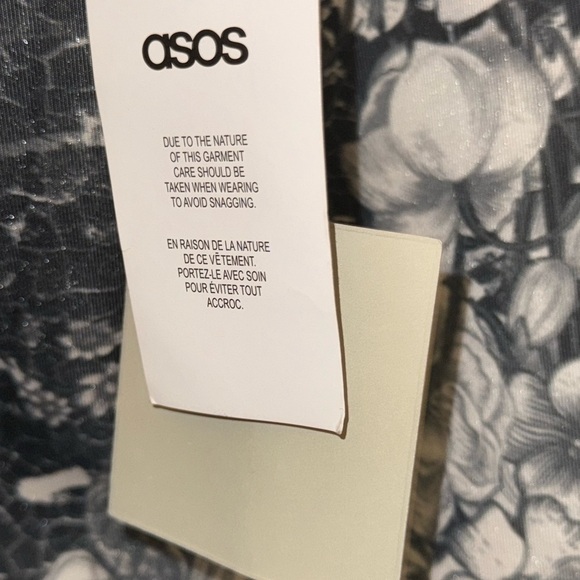 asos
DUE TO THE NATURE
OF THIS GARMENT
CARE SHOULD BE
TAKEN WHEN WEARING
TO AVOID SNAGGING.
EN RAISON DE LA NATURE
DE CE VÊTEMENT.
PORTEZ-LE AVEC SOIN
POUR ÉVITER TOUT
ACCROC.